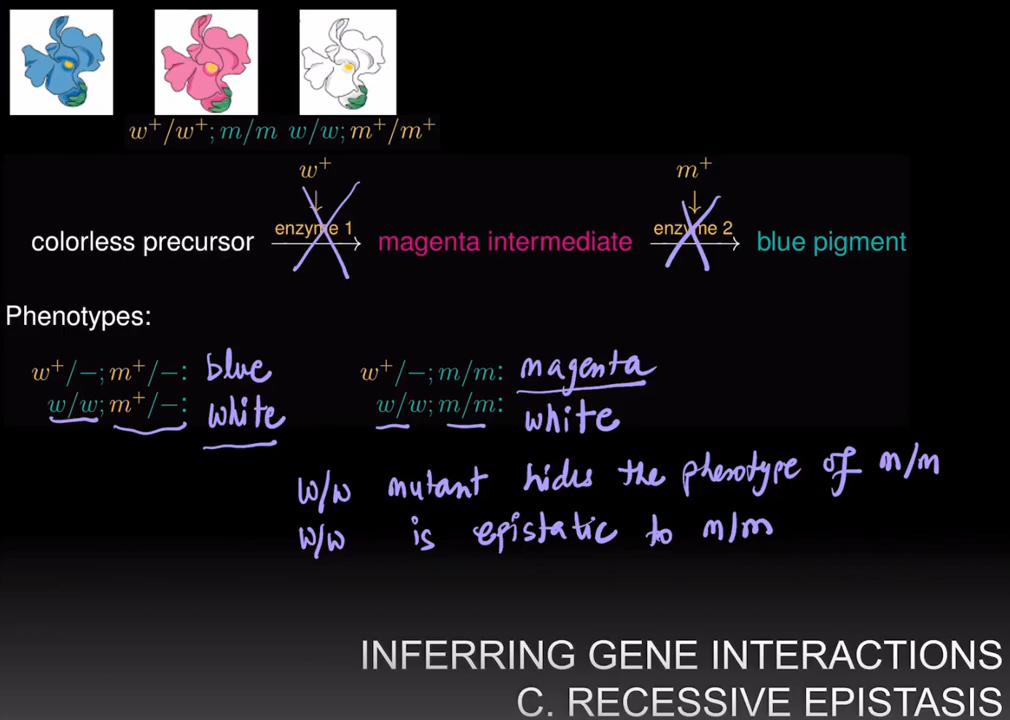 w⁺/w⁺; m/m w/w; m⁺/m⁺
w⁺ m⁺
enzyme 1 enzyme 2
colorless precursor magenta intermediate blue pigment
Phenotypes:
w⁺/−; m⁺/−: blue w⁺/−; m/m: magenta
w/w; m⁺/−: white w/w; m/m: white
w/w mutant hides the phenotype of m/m
w/w is epistatic to m/m
INFERRING GENE INTERACTIONS
C. RECESSIVE EPISTASIS